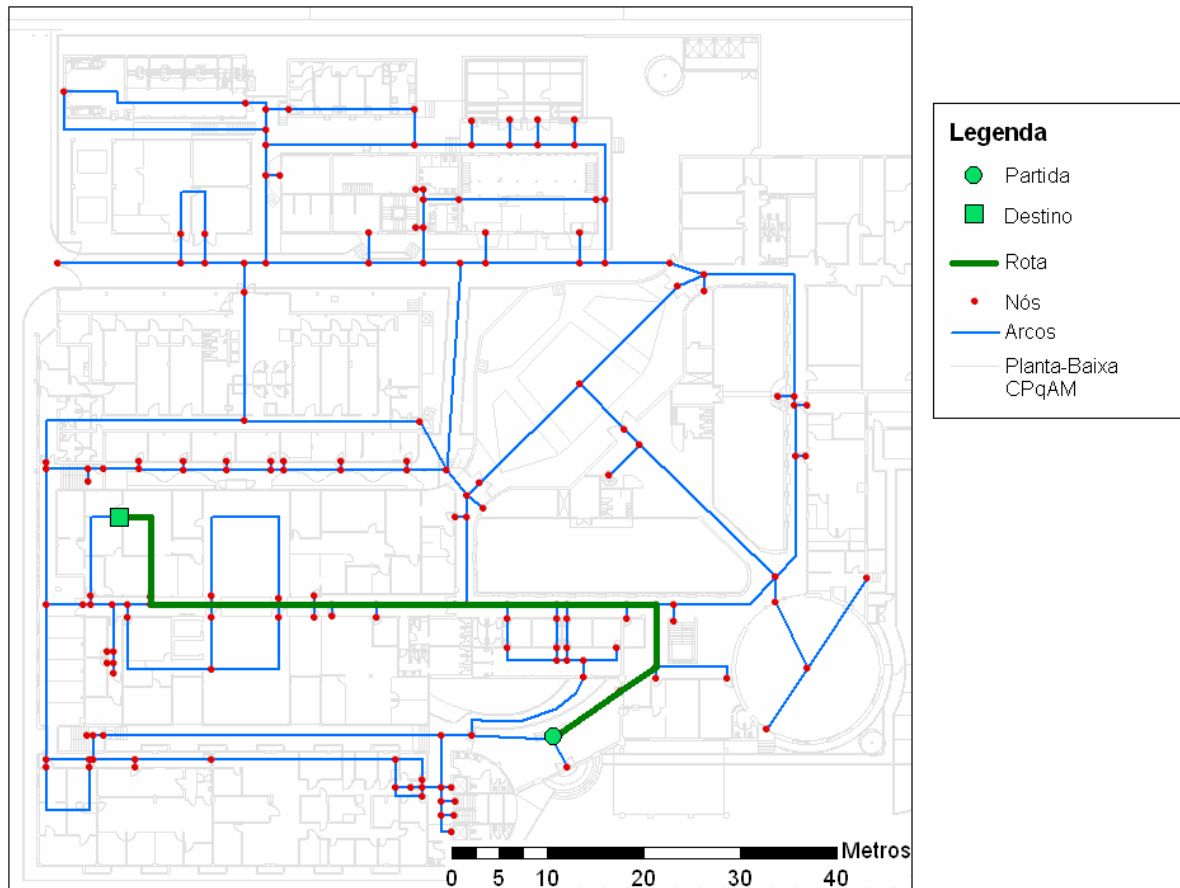 Legenda
Partida
Destino
Rota
Nós
Arcos
Planta-Baixa
CPqAM
Metros
0 5 10 20 30 40